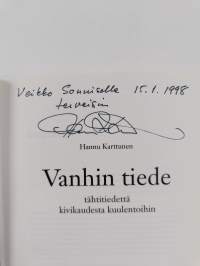 Veikko Sonniselle 15.1.1998
terveisin
Hannu Karttunen
Vanhin tiede
tähtitiedettä
kivikaudesta kuulentoihin